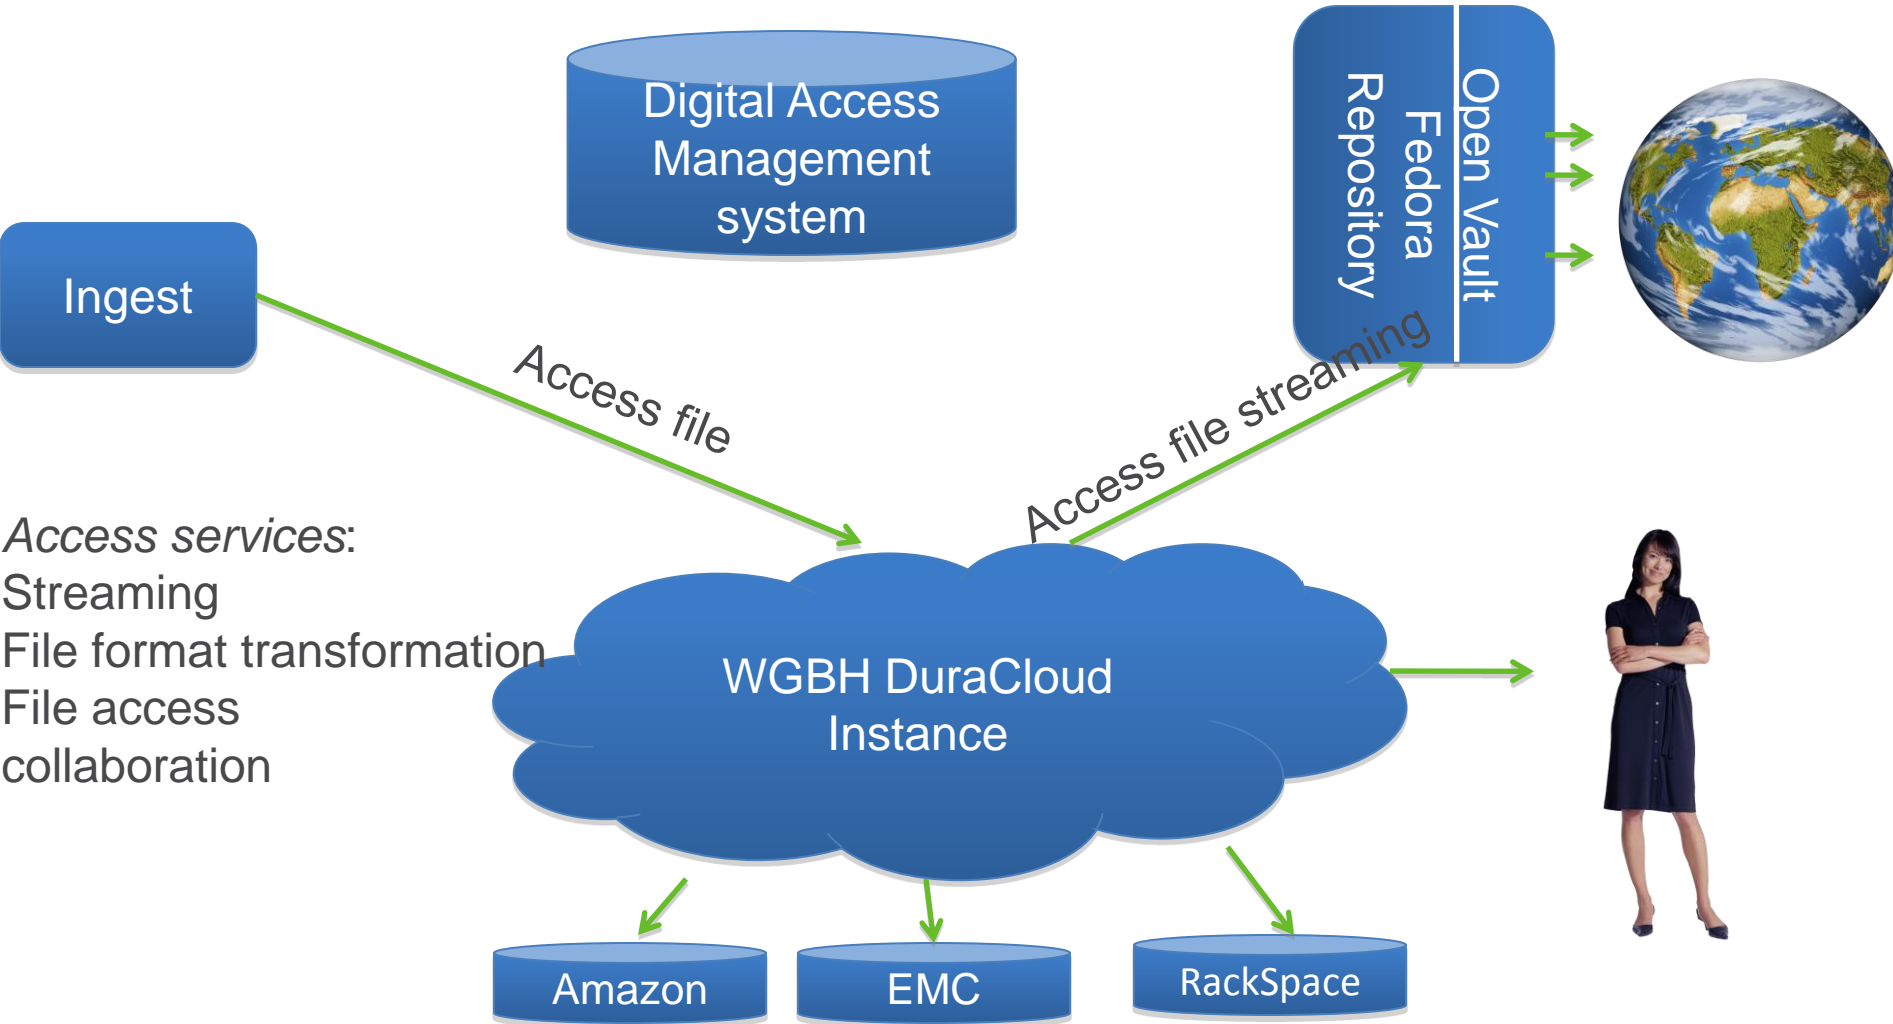 Digital Access
Management
system
Open Vault
Fedora
Repository
Ingest
Access file
Access file streaming
Access services:
Streaming
File format transformation
File access
collaboration
WGBH DuraCloud
Instance
Amazon
EMC
RackSpace